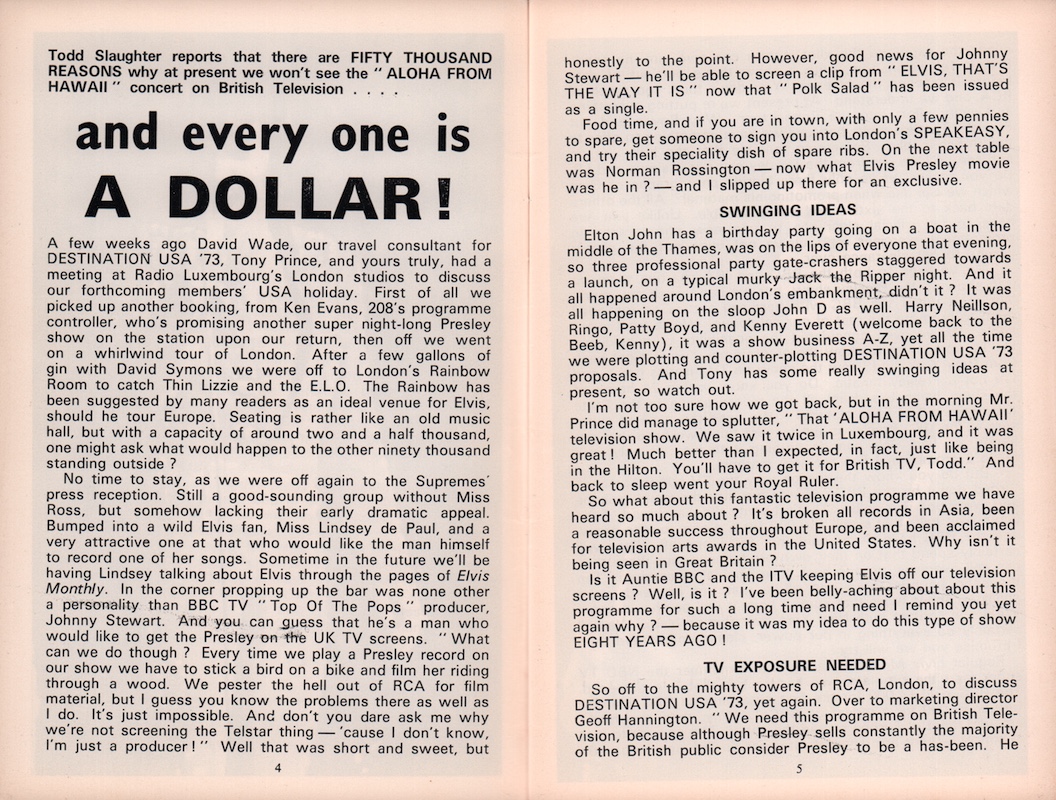 Todd Slaughter reports that there are FIFTY THOUSAND
REASONS why at present we won't see the " ALOHA FROM
HAWAII " concert on British Television . . . .
and every one is
A DOLLAR!
A few weeks ago David Wade, our travel consultant for
DESTINATION USA '73, Tony Prince, and yours truly, had a
meeting at Radio Luxembourg's London studios to discuss
our forthcoming members' USA holiday. First of all we
picked up another booking, from Ken Evans, 208's programme
controller, who's promising another super night-long Presley
show on the station upon our return, then off we went
on a whirlwind tour of London. After a few gallons of
gin with David Symons we were off to London's Rainbow
Room to catch Thin Lizzie and the E.L.O. The Rainbow has
been suggested by many readers as an ideal venue for Elvis,
should he tour Europe. Seating is rather like an old music
hall, but with a capacity of around two and a half thousand,
one might ask what would happen to the other ninety thousand
standing outside ?
No time to stay, as we were off again to the Supremes'
press reception. Still a good-sounding group without Miss
Ross, but somehow lacking their early dramatic appeal.
Bumped into a wild Elvis fan, Miss Lindsey de Paul, and a
very attractive one at that who would like the man himself
to record one of her songs. Sometime in the future we'll be
having Lindsey talking about Elvis through the pages of Elvis
Monthly. In the corner propping up the bar was none other
a personality than BBC TV " Top Of The Pops " producer,
Johnny Stewart. And you can guess that he's a man who
would like to get the Presley on the UK TV screens. " What
can we do though ? Every time we play a Presley record on
our show we have to stick a bird on a bike and film her riding
through a wood. We pester the hell out of RCA for film
material, but I guess you know the problems there as well as
I do. It's just impossible. And don't you dare ask me why
we're not screening the Telstar thing — 'cause I don't know,
I'm just a producer ! " Well that was short and sweet, but
4
honestly to the point. However, good news for Johnny
Stewart — he'll be able to screen a clip from " ELVIS, THAT'S
THE WAY IT IS " now that " Polk Salad " has been issued
as a single.
Food time, and if you are in town, with only a few pennies
to spare, get someone to sign you into London's SPEAKEASY,
and try their speciality dish of spare ribs. On the next table
was Norman Rossington — now what Elvis Presley movie
was he in ? — and I slipped up there for an exclusive.
SWINGING IDEAS
Elton John has a birthday party going on a boat in the
middle of the Thames, was on the lips of everyone that evening,
so three professional party gate-crashers staggered towards
a launch, on a typical murky Jack the Ripper night. And it
all happened around London's embankment, didn't it ? It was
all happening on the sloop John D as well. Harry Neillson,
Ringo, Patty Boyd, and Kenny Everett (welcome back to the
Beeb, Kenny), it was a show business A-Z, yet all the time
we were plotting and counter-plotting DESTINATION USA '73
proposals. And Tony has some really swinging ideas at
present, so watch out.
I'm not too sure how we got back, but in the morning Mr.
Prince did manage to splutter, " That 'ALOHA FROM HAWAII'
television show. We saw it twice in Luxembourg, and it was
great ! Much better than I expected, in fact, just like being
in the Hilton. You'll have to get it for British TV, Todd." And
back to sleep went your Royal Ruler.
So what about this fantastic television programme we have
heard so much about ? It's broken all records in Asia, been
a reasonable success throughout Europe, and been acclaimed
for television arts awards in the United States. Why isn't it
being seen in Great Britain ?
Is it Auntie BBC and the ITV keeping Elvis off our television
screens ? Well, is it ? I've been belly-aching about about this
programme for such a long time and need I remind you yet
again why ? — because it was my idea to do this type of show
EIGHT YEARS AGO !
TV EXPOSURE NEEDED
So off to the mighty towers of RCA, London, to discuss
DESTINATION USA '73, yet again. Over to marketing director
Geoff Hannington. " We need this programme on British Tele-
vision, because although Presley sells constantly the majority
of the British public consider Presley to be a has-been. He
5